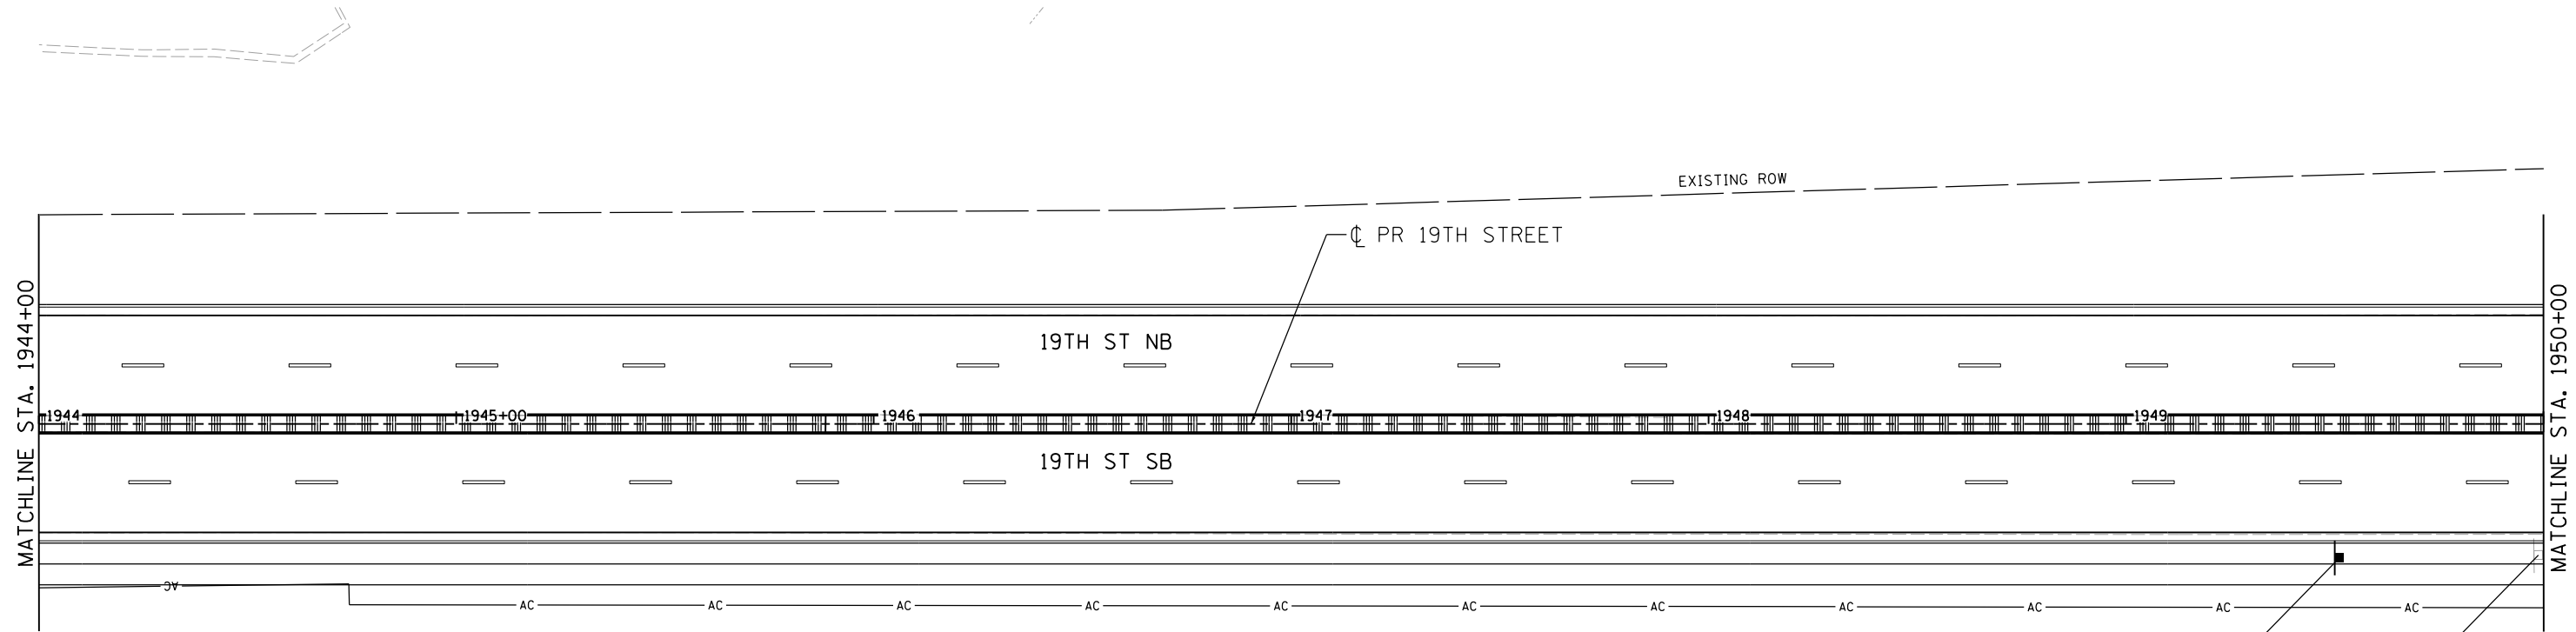 EXISTING ROW
℄ PR 19TH STREET
MATCHLINE STA. 1944+00
MATCHLINE STA. 1950+00
19TH ST NB
1944 1945+00 1946 1947 1948 1949
19TH ST SB
AC
AC AC AC AC AC AC AC AC AC AC AC